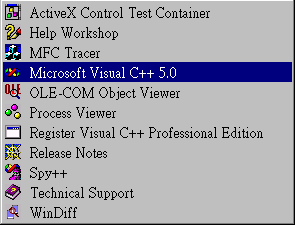 ActiveX Control Test Container
Help Workshop
MFC Tracer
Microsoft Visual C++ 5.0
OLE-COM Object Viewer
Process Viewer
Register Visual C++ Professional Edition
Release Notes
Spy++
Technical Support
WinDiff